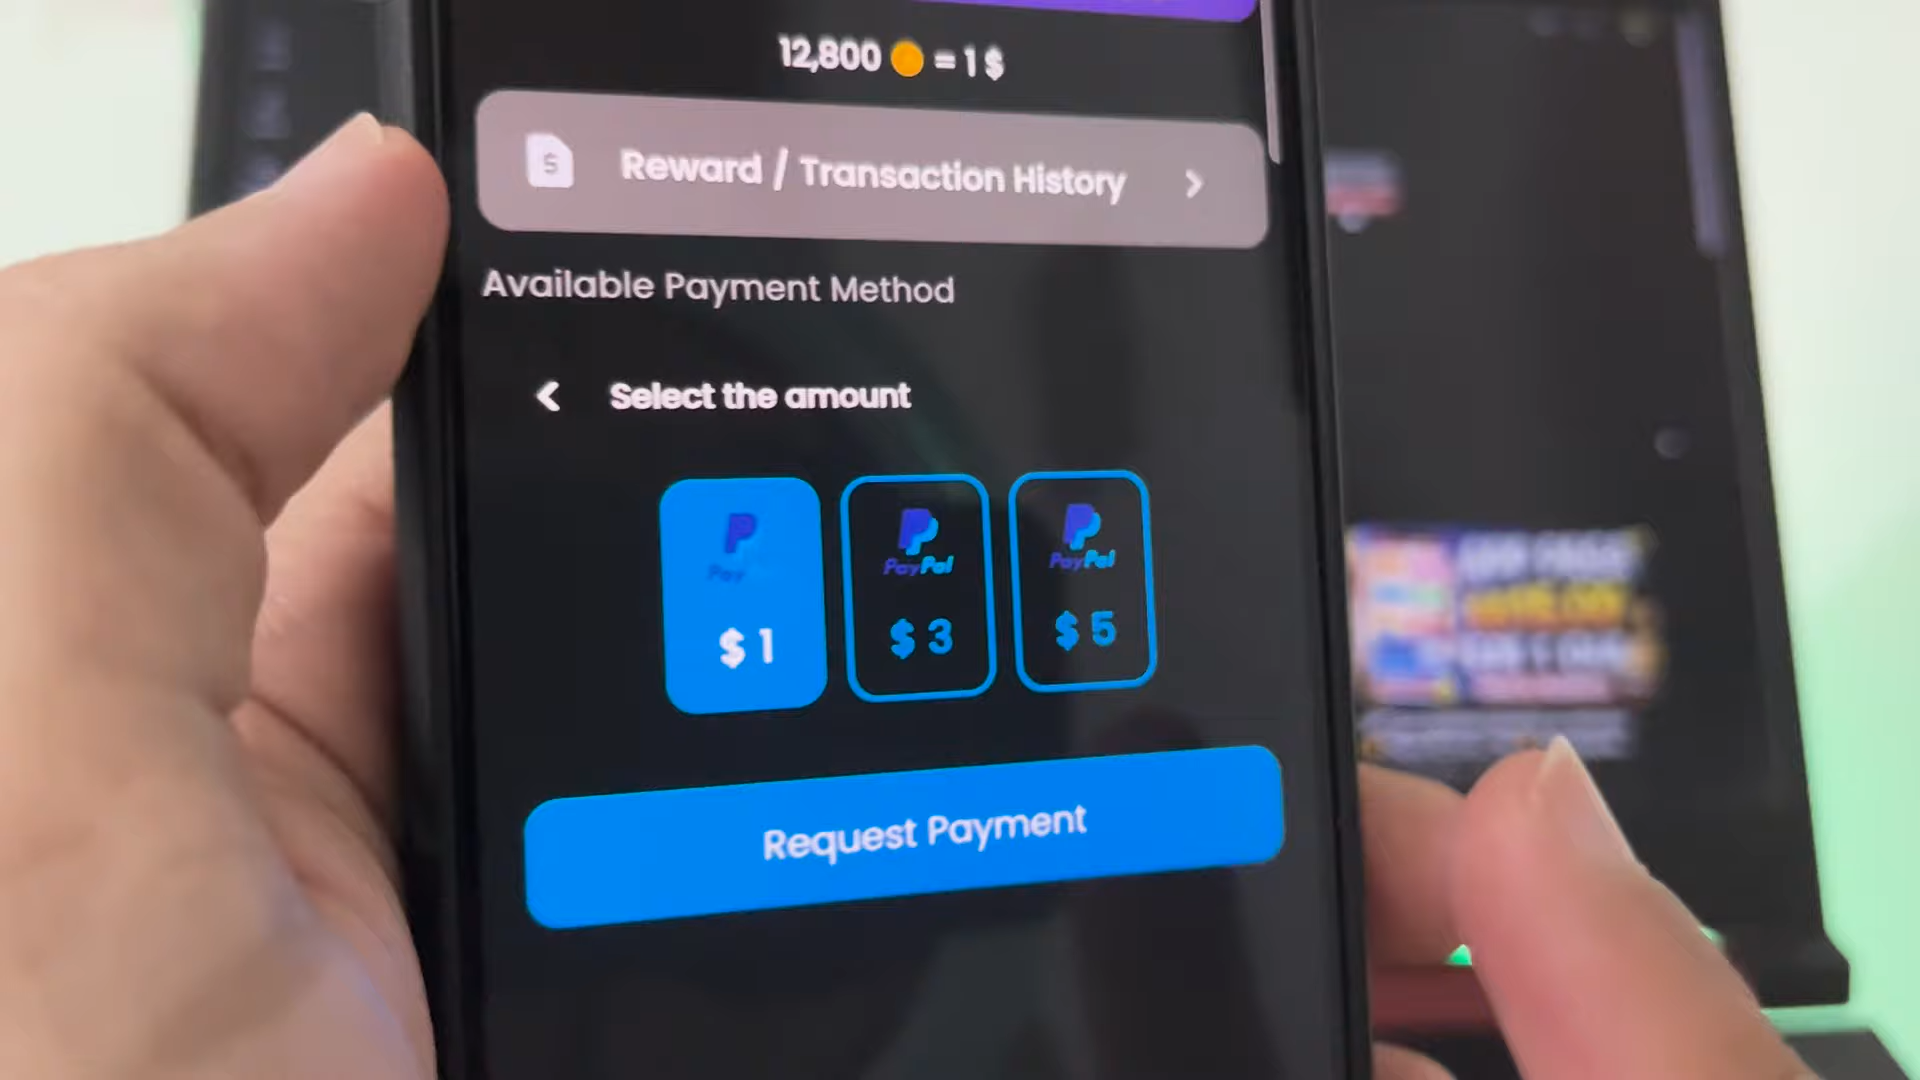 12,800 = 1 $
Reward / Transaction History
Available Payment Method
Select the amount
Pay
PayPal
PayPal
$ 1
$ 3
$ 5
Request Payment